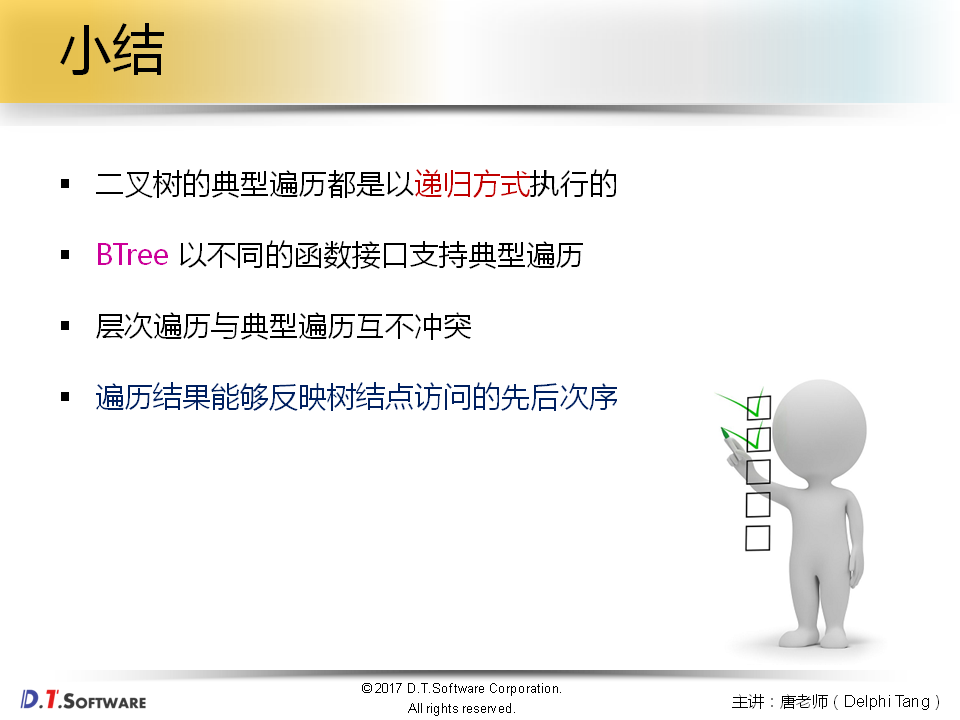 小结
▪ 二叉树的典型遍历都是以递归方式执行的
▪ BTree 以不同的函数接口支持典型遍历
▪ 层次遍历与典型遍历互不冲突
▪ 遍历结果能够反映树结点访问的先后次序
D.T.SOFTWARE
©2017 D.T.Software Corporation.
All rights reserved.
主讲：唐老师（Delphi Tang）